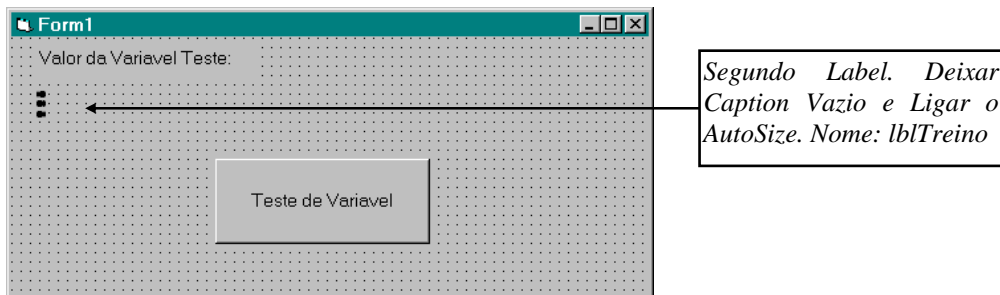 Form1
Valor da Variavel Teste:
Segundo Label. Deixar
Caption Vazio e Ligar o
AutoSize. Nome: lblTreino
Teste de Variavel